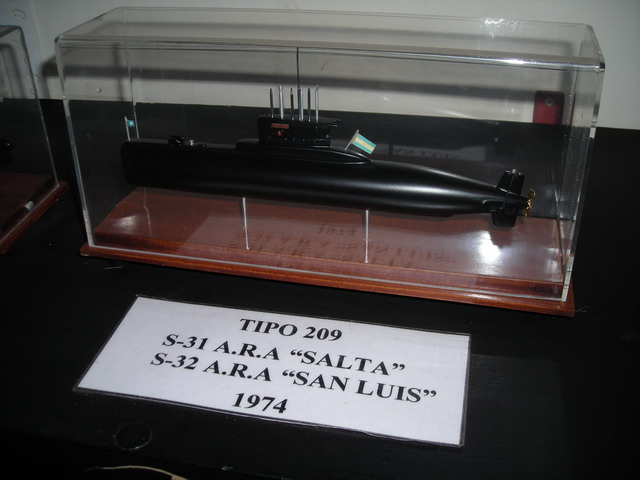 TIPO 209
S-31 A.R.A “SALTA”
S-32 A.R.A “SAN LUIS”
1974